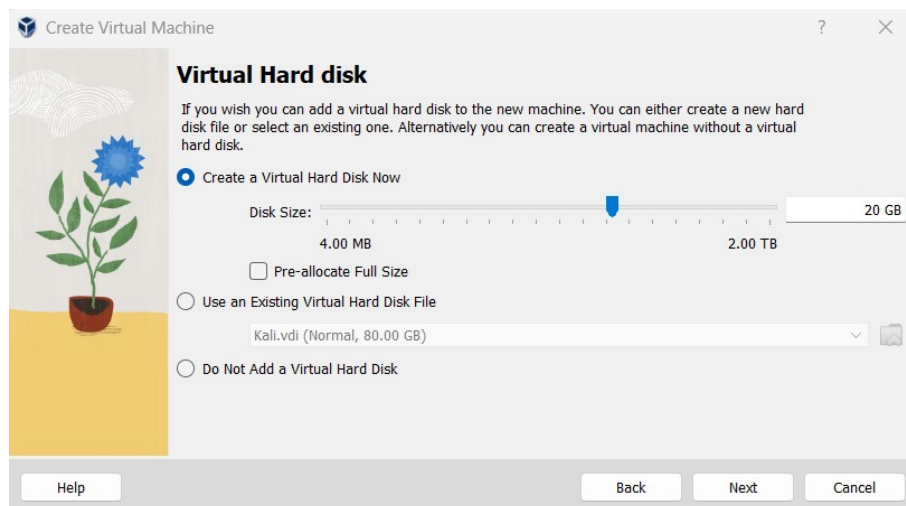 Create Virtual Machine
?
Virtual Hard disk
If you wish you can add a virtual hard disk to the new machine. You can either create a new hard
disk file or select an existing one. Alternatively you can create a virtual machine without a virtual
hard disk.
Create a Virtual Hard Disk Now
Disk Size:
20 GB
4.00 MB
2.00 TB
Pre-allocate Full Size
Use an Existing Virtual Hard Disk File
Kali.vdi (Normal, 80.00 GB)
Do Not Add a Virtual Hard Disk
Help
Back
Next
Cancel